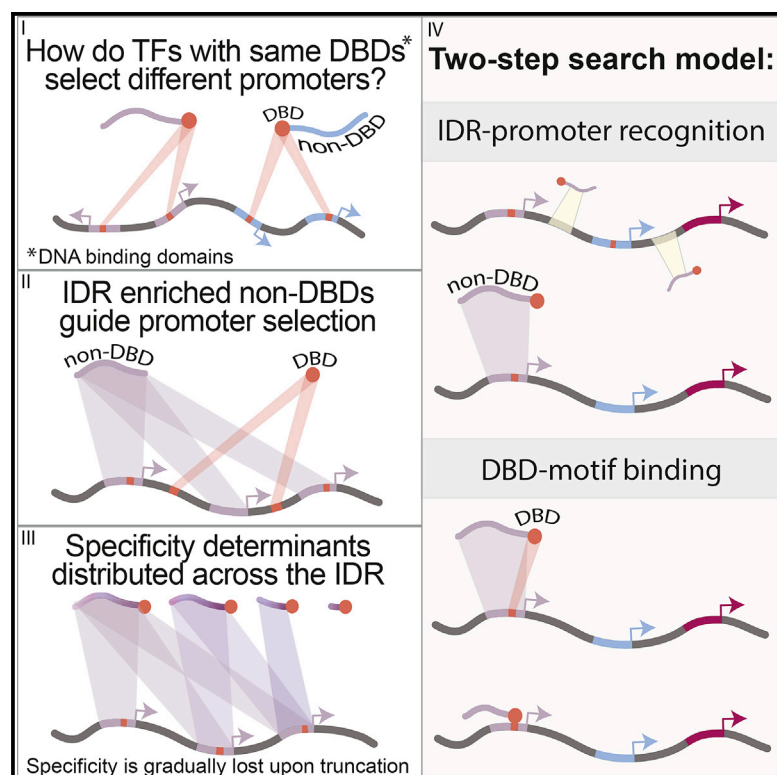 I
How do TFs with same DBDs*
select different promoters?
DBD
non-DBD
*DNA binding domains
II
IDR enriched non-DBDs
guide promoter selection
non-DBD
DBD
III
Specificity determinants
distributed across the IDR
Specificity is gradually lost upon truncation
IV
Two-step search model:
IDR-promoter recognition
non-DBD
DBD-motif binding
DBD